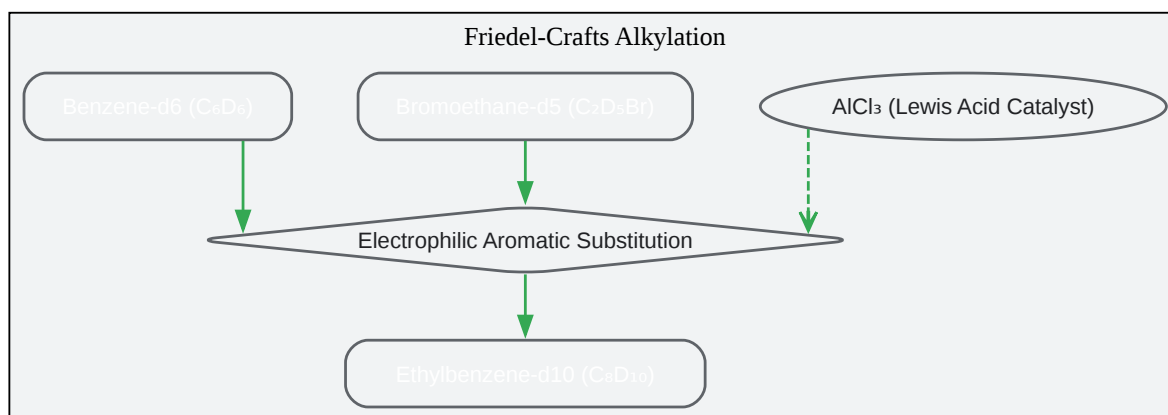 Friedel-Crafts Alkylation
Benzene-d6 (C₆D₆)
Bromoethane-d5 (C₂D₅Br)
AlCl₃ (Lewis Acid Catalyst)
Electrophilic Aromatic Substitution
Ethylbenzene-d10 (C₈D₁₀)